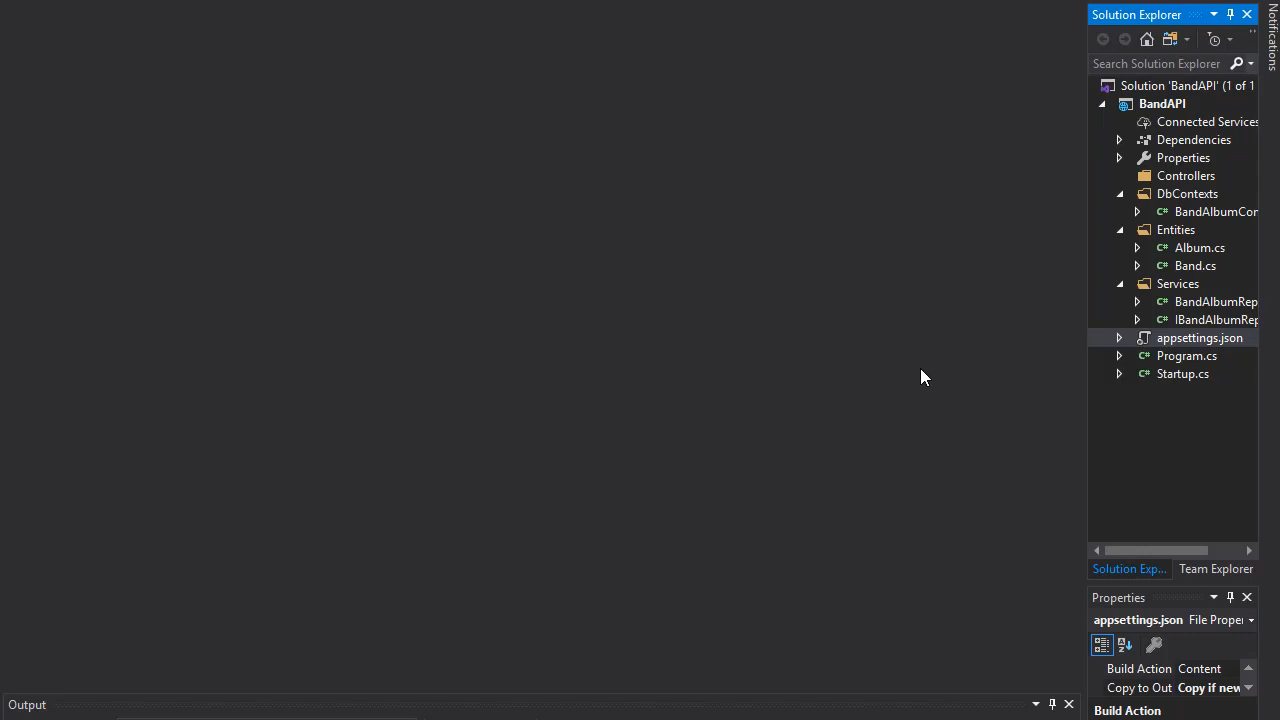 Solution Explorer
Notifications
Search Solution Explorer
Solution 'BandAPI' (1 of 1
BandAPI
Connected Services
Dependencies
Properties
Controllers
DbContexts
BandAlbumCon
Entities
C# Album.cs
C# Band.cs
Services
C# BandAlbumRep
C# IBandAlbumRep
appsettings.json
C# Program.cs
C# Startup.cs
Solution Exp... Team Explorer
Properties
appsettings.json File Proper
Build Action Content
Copy to Out Copy if new
Build Action
Output